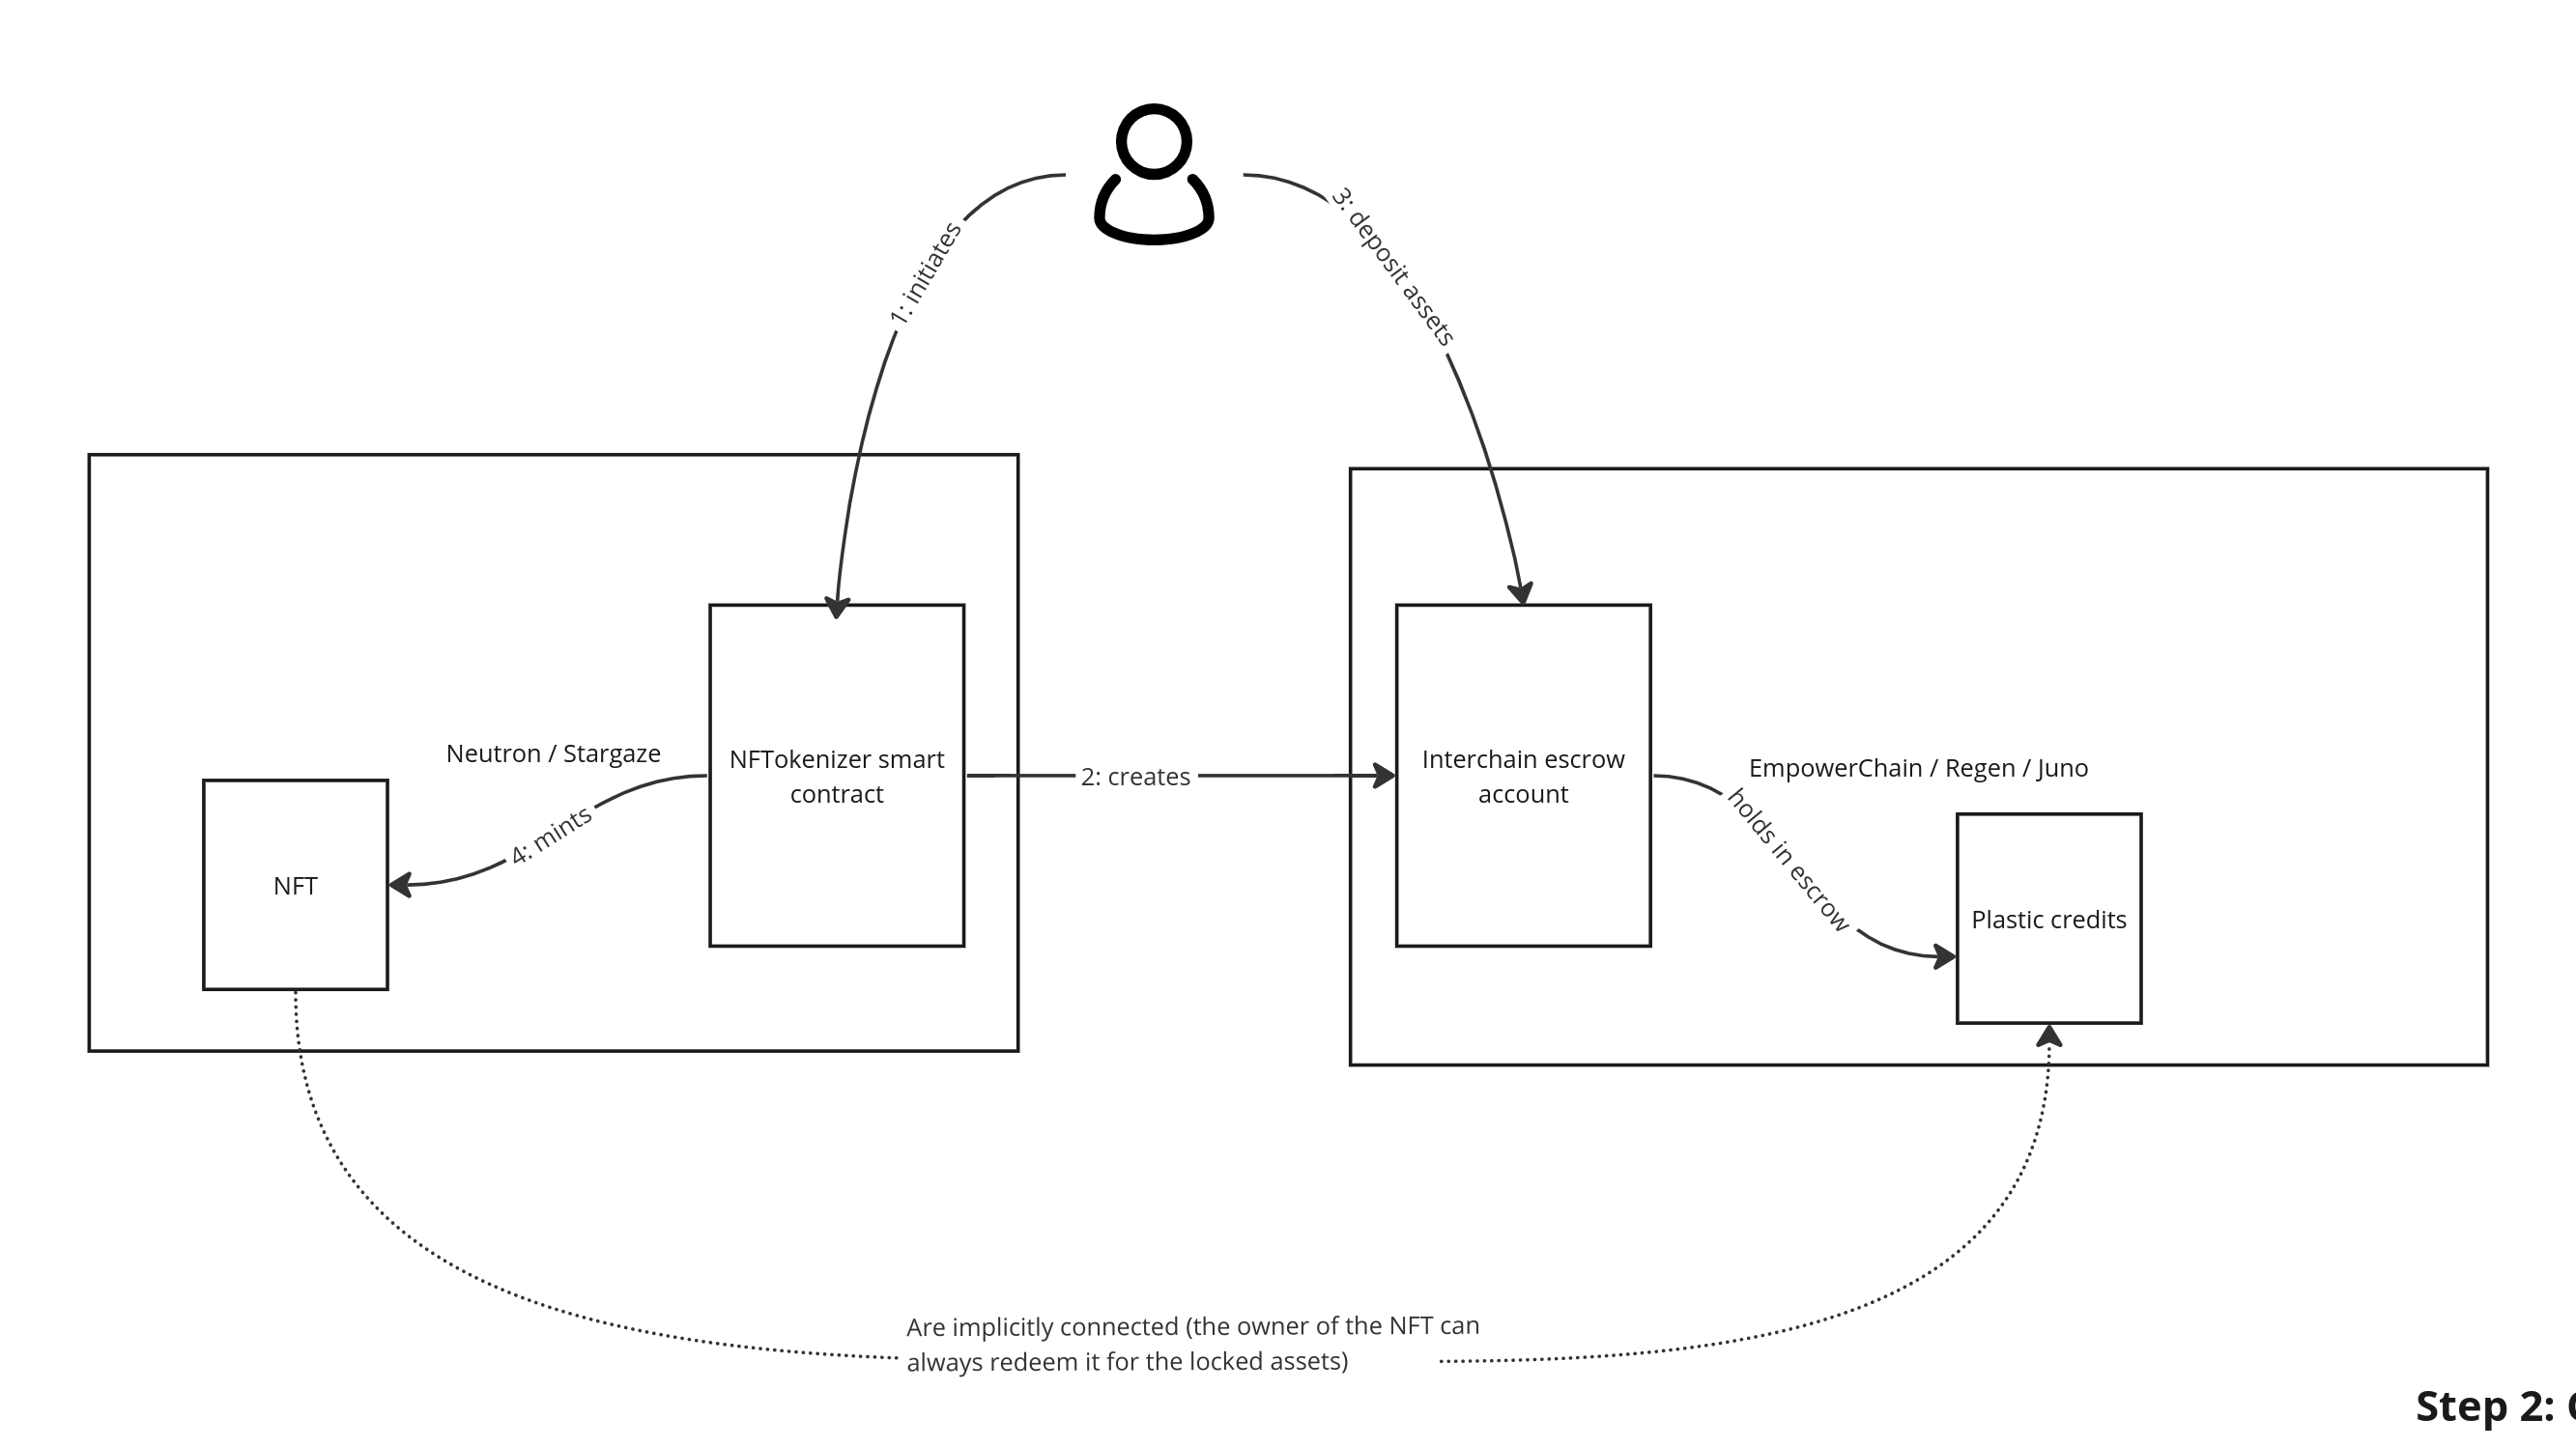 1: initiates
3: deposit assets
Neutron / Stargaze
NFTokenizer smart
contract
2: creates
Interchain escrow
account
EmpowerChain / Regen / Juno
4: mints
holds in escrow
NFT
Plastic credits
Are implicitly connected (the owner of the NFT can
always redeem it for the locked assets)
Step 2: